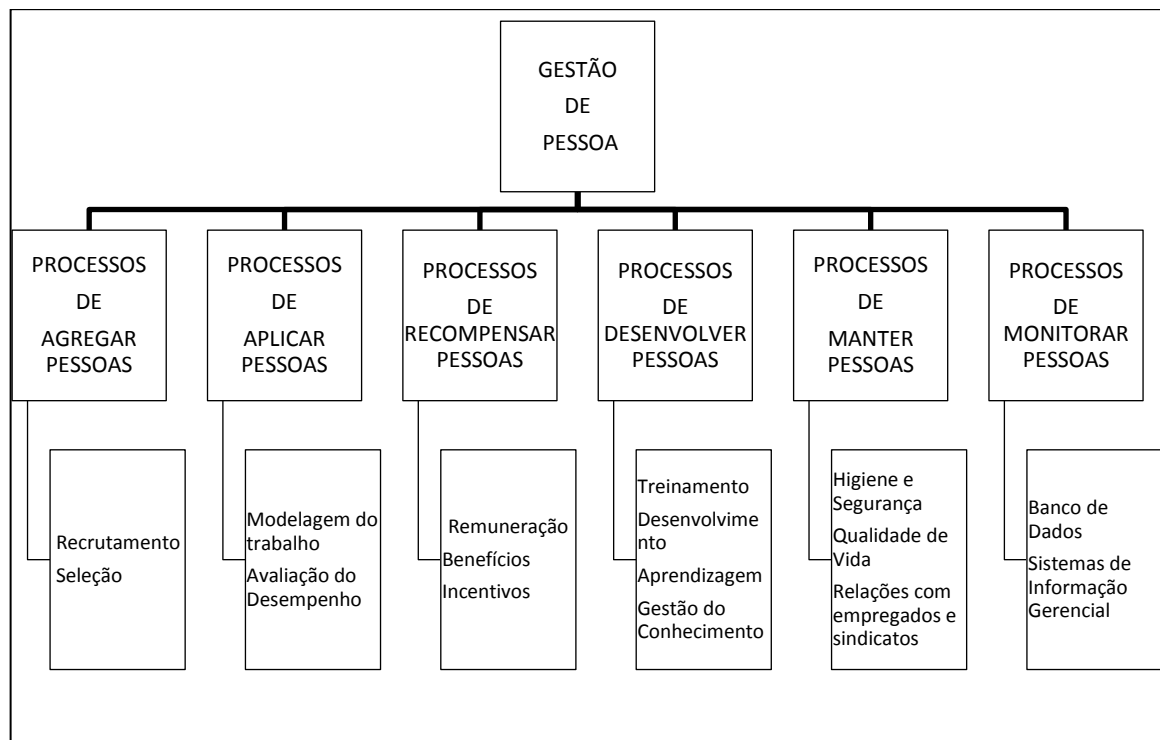 GESTÃO
DE
PESSOA
PROCESSOS
DE
AGREGAR
PESSOAS
PROCESSOS
DE
APLICAR
PESSOAS
PROCESSOS
DE
RECOMPENSAR
PESSOAS
PROCESSOS
DE
DESENVOLVER
PESSOAS
PROCESSOS
DE
MANTER
PESSOAS
PROCESSOS
DE
MONITORAR
PESSOAS
Recrutamento
Seleção
Modelagem do
trabalho
Avaliação do
Desempenho
Remuneração
Benefícios
Incentivos
Treinamento
Desenvolvime
nto
Aprendizagem
Gestão do
Conhecimento
Higiene e
Segurança
Qualidade de
Vida
Relações com
empregados e
sindicatos
Banco de
Dados
Sistemas de
Informação
Gerencial